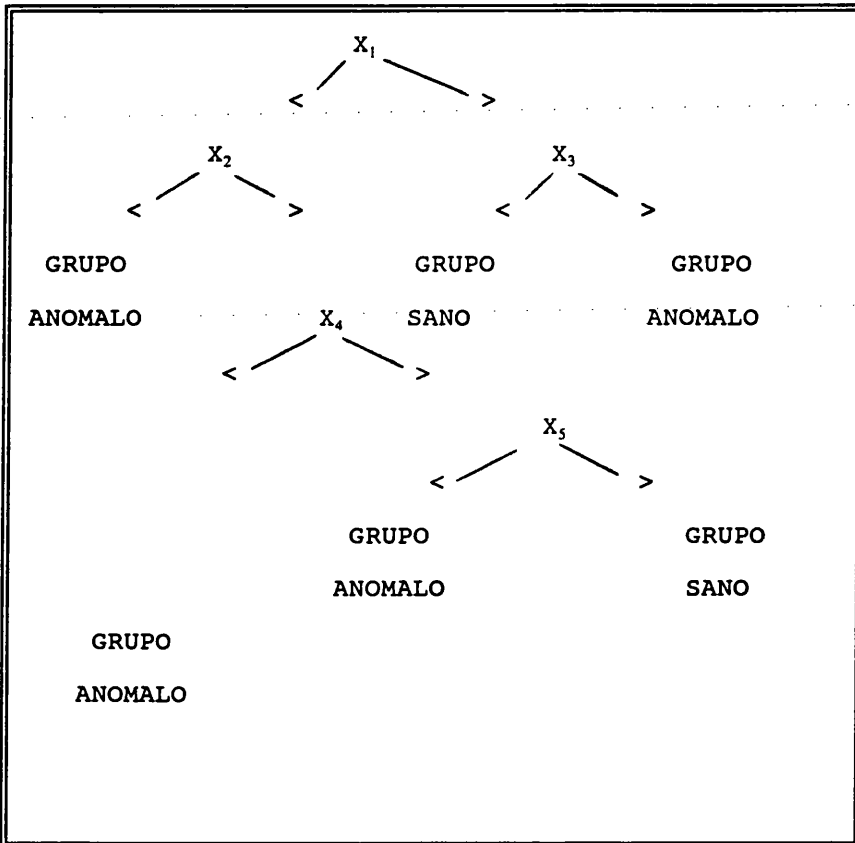 X₁
< >
X₂ X₃
< > < >
GRUPO GRUPO GRUPO
ANOMALO X₄ SANO ANOMALO
< >
X₅
< >
GRUPO GRUPO
ANOMALO SANO
GRUPO
ANOMALO